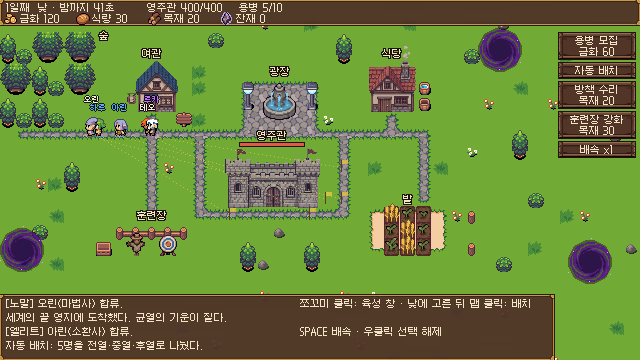 1일째 낮 · 밤까지 41초 영주관 400/400 용병 5/10
금화 120 식량 30 목재 20 잔재 0
숲
여관
광장
식당
용병 모집
금화 60
자동 배치
방책 수리
목재 20
훈련장 강화
목재 30
배속 x1
오린
아린
테오
영주관
밭
훈련장
[노말] 오린(마법사) 합류.
세계의 끝 영지에 도착했다. 균열의 기운이 짙다.
[엘리트] 아린(소환사) 합류.
자동 배치: 5명을 전열·중열·후열로 나눴다.
쪼꼬미 클릭: 육성 창 · 낮에 고른 뒤 맵 클릭: 배치
SPACE 배속 · 우클릭 선택 해제